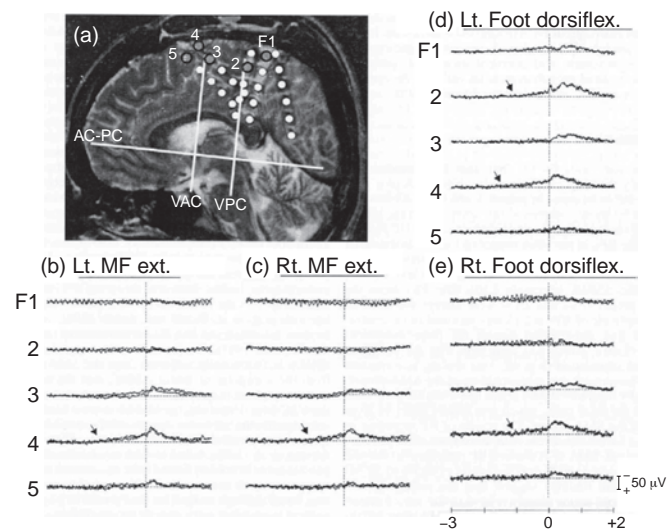 (a)
4
5
3
2
F1
AC-PC
VAC
VPC
(b) Lt. MF ext.
F1
2
3
4
5
(c) Rt. MF ext.
(d) Lt. Foot dorsiflex.
F1
2
3
4
5
(e) Rt. Foot dorsiflex.
−
50 μV
+
−3
0
+2